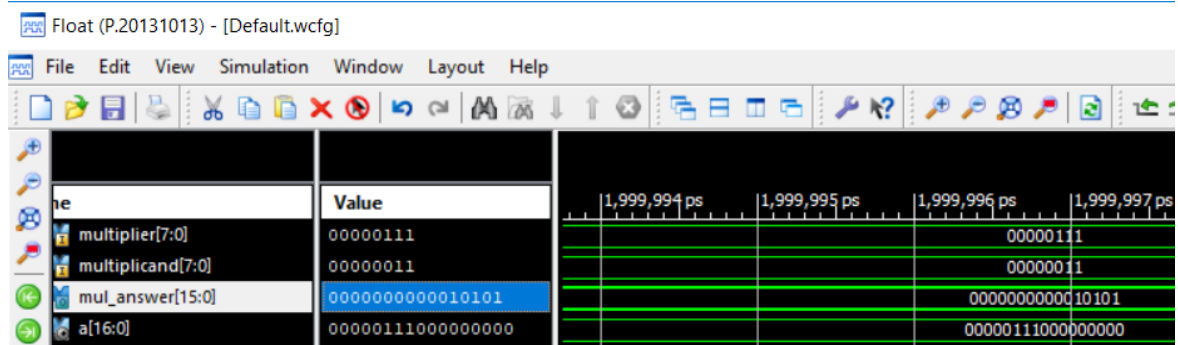 Float (P.20131013) - [Default.wcfg]
File Edit View Simulation Window Layout Help
ne Value 1,999,994 ps 1,999,995 ps 1,999,996 ps 1,999,997 ps
multiplier[7:0] 00000111 00000111
multiplicand[7:0] 00000011 00000011
mul_answer[15:0] 0000000000010101 0000000000010101
a[16:0] 00000111000000000 00000111000000000